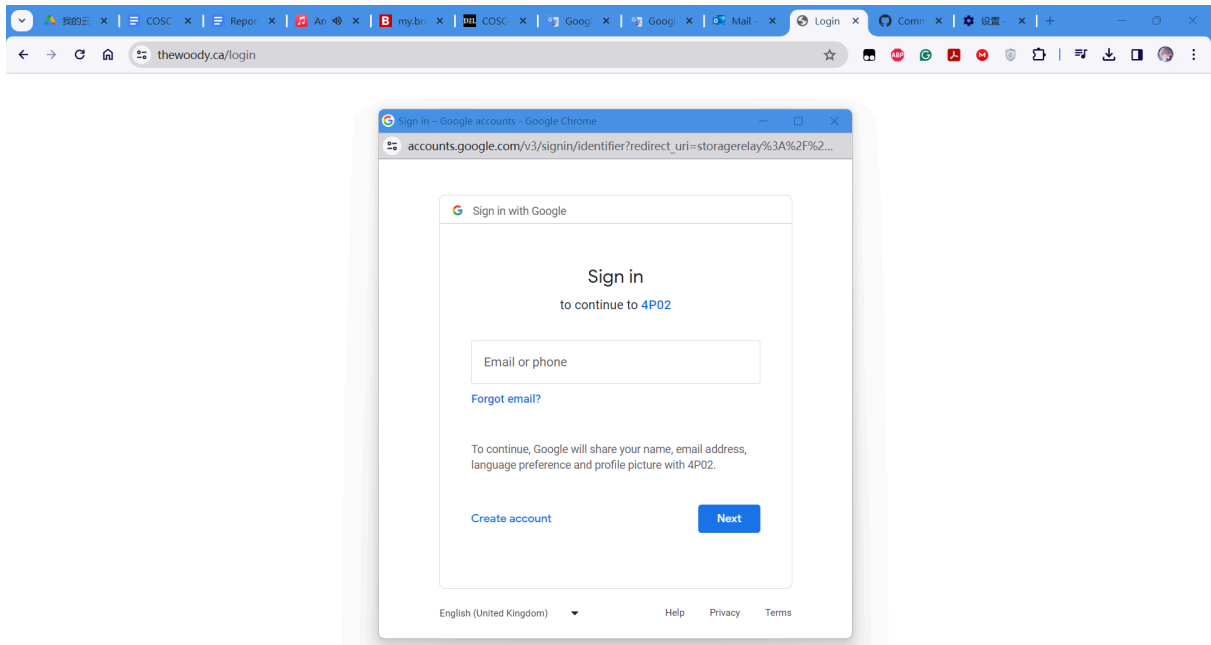 我的云
COSC
Repor
An
my.bro
D2L
COSC
Googl
Googl
Mail -
Login
Comm
设置 -
thewoody.ca/login
ABP
Sign in – Google accounts - Google Chrome
accounts.google.com/v3/signin/identifier?redirect_uri=storagerelay%3A%2F%2...
Sign in with Google
Sign in
to continue to 4P02
Email or phone
Forgot email?
To continue, Google will share your name, email address,
language preference and profile picture with 4P02.
Create account
Next
English (United Kingdom)
Help
Privacy
Terms